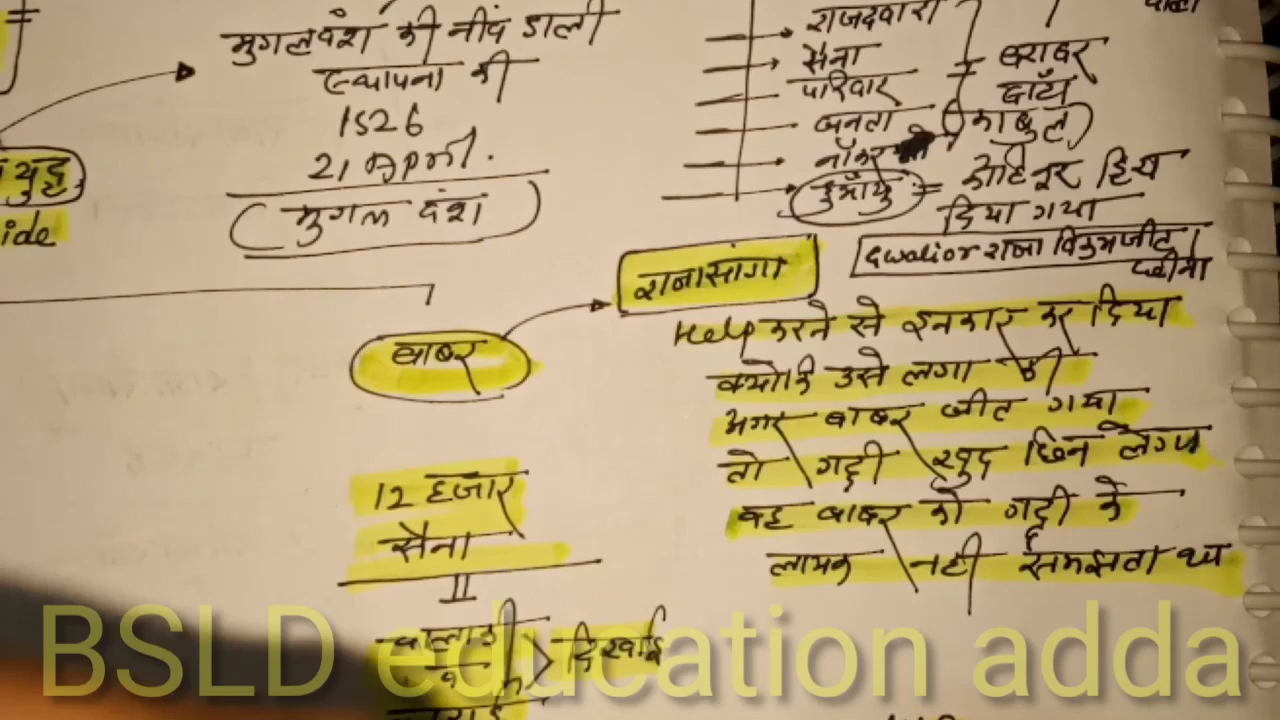 मुगलवंश की नींव डाली
स्थापना की
1526
21 April.
मुगल वंश
युद्ध
ide
राजदरबारी
सैना
परिवार
जनता
नौकर
हुमाँयु =
= बराबर
बाँट
(काबुल)
कोहिनूर हिरा
दिया गया
Gwalior राजा विक्रमजीत
छीना
राणासांगा
Help करने से इनकार कर दिया
क्योकि उसे लगा की
अगर बाबर जीत गया
तो गद्दी खुद छिन लेगा
वह बाबर को गद्दी के
लायक नही समझता था
बाबर
12 हजार
सैना
चालाकी
व
दिखाई
BSLD education adda